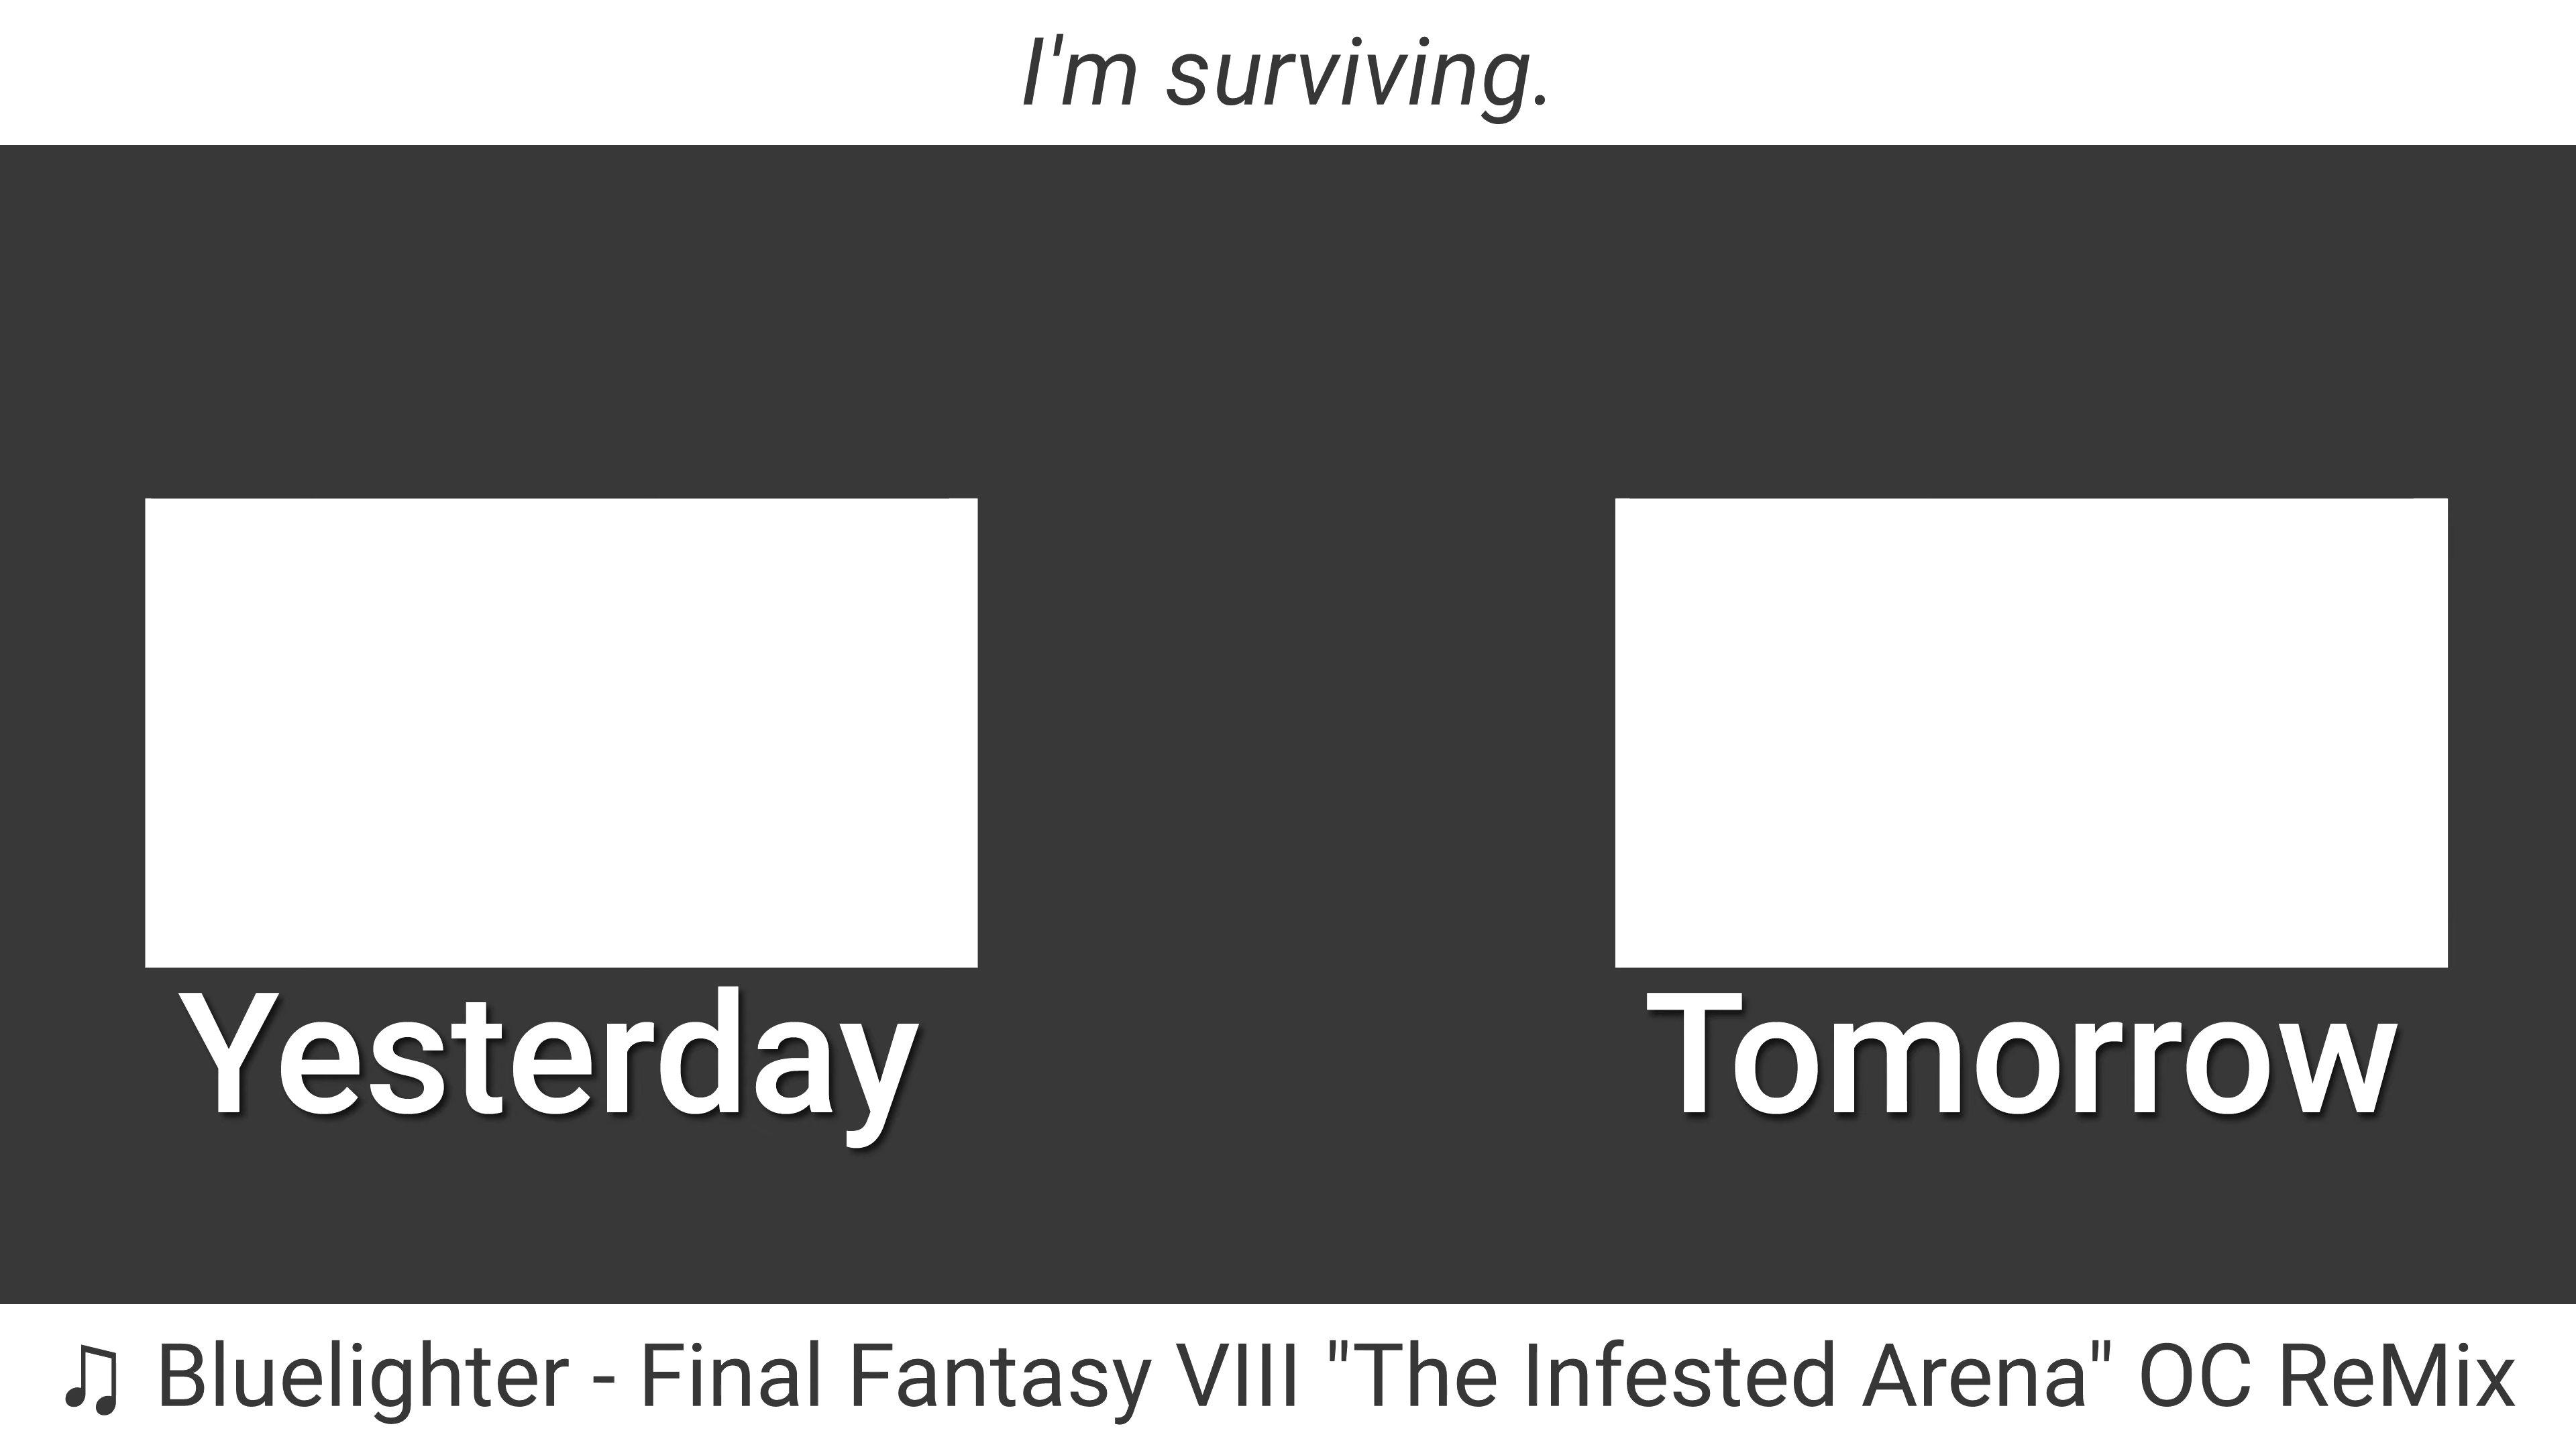 I'm surviving.
Yesterday
Tomorrow
♫ Bluelighter - Final Fantasy VIII "The Infested Arena" OC ReMix